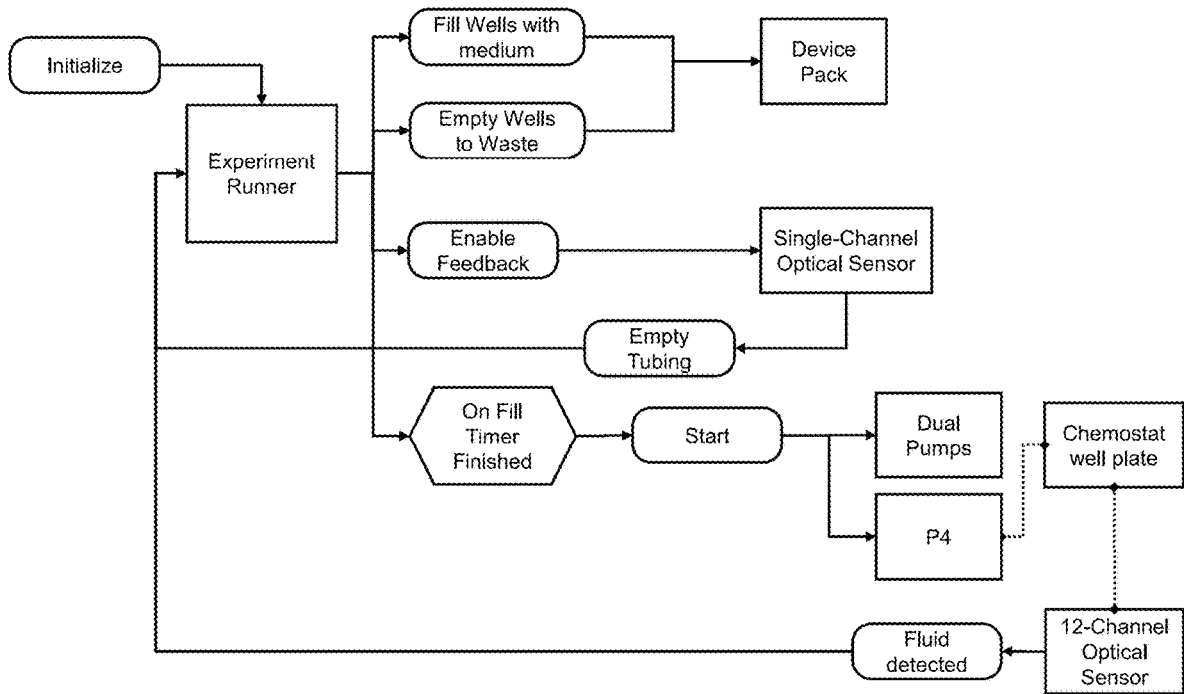 Initialize
Experiment
Runner
Fill Wells with
medium
Empty Wells
to Waste
Device
Pack
Enable
Feedback
Single-Channel
Optical Sensor
Empty
Tubing
On Fill
Timer
Finished
Start
Dual
Pumps
P4
Chemostat
well plate
12-Channel
Optical
Sensor
Fluid
detected